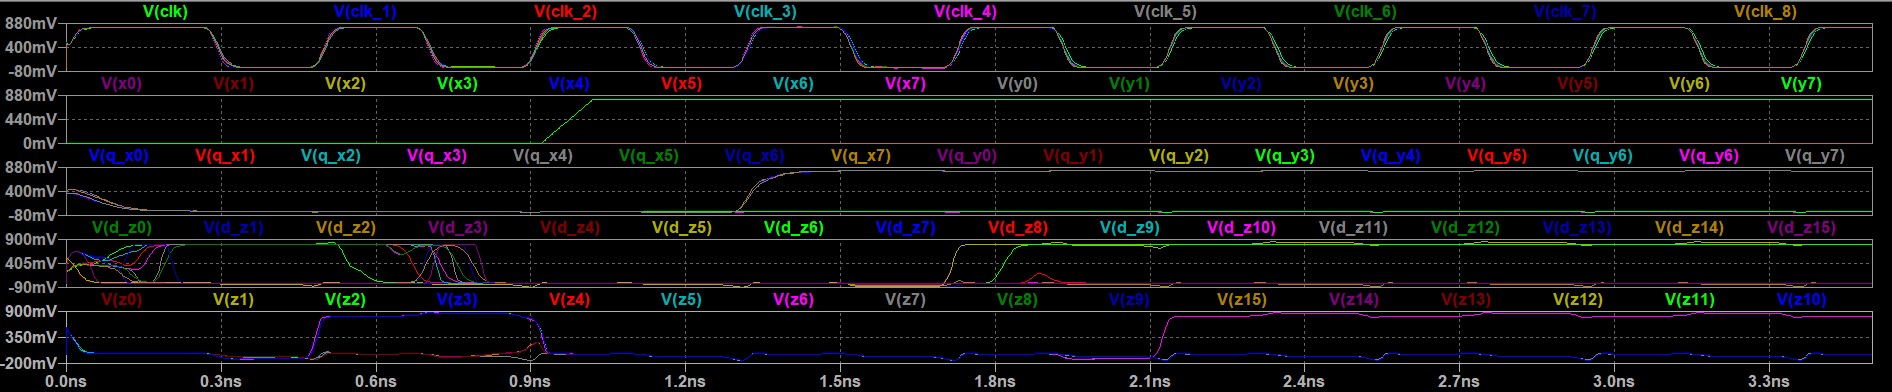 V(clk) V(clk_1) V(clk_2) V(clk_3) V(clk_4) V(clk_5) V(clk_6) V(clk_7) V(clk_8)
880mV
400mV
-80mV
V(x0) V(x1) V(x2) V(x3) V(x4) V(x5) V(x6) V(x7) V(y0) V(y1) V(y2) V(y3) V(y4) V(y5) V(y6) V(y7)
880mV
440mV
0mV
V(q_x0) V(q_x1) V(q_x2) V(q_x3) V(q_x4) V(q_x5) V(q_x6) V(q_x7) V(q_y0) V(q_y1) V(q_y2) V(q_y3) V(q_y4) V(q_y5) V(q_y6) V(q_y6) V(q_y7)
880mV
400mV
-80mV
V(d_z0) V(d_z1) V(d_z2) V(d_z3) V(d_z4) V(d_z5) V(d_z6) V(d_z7) V(d_z8) V(d_z9) V(d_z10) V(d_z11) V(d_z12) V(d_z13) V(d_z14) V(d_z15)
900mV
405mV
-90mV
V(z0) V(z1) V(z2) V(z3) V(z4) V(z5) V(z6) V(z7) V(z8) V(z9) V(z15) V(z14) V(z13) V(z12) V(z11) V(z10)
900mV
350mV
-200mV
0.0ns 0.3ns 0.6ns 0.9ns 1.2ns 1.5ns 1.8ns 2.1ns 2.4ns 2.7ns 3.0ns 3.3ns